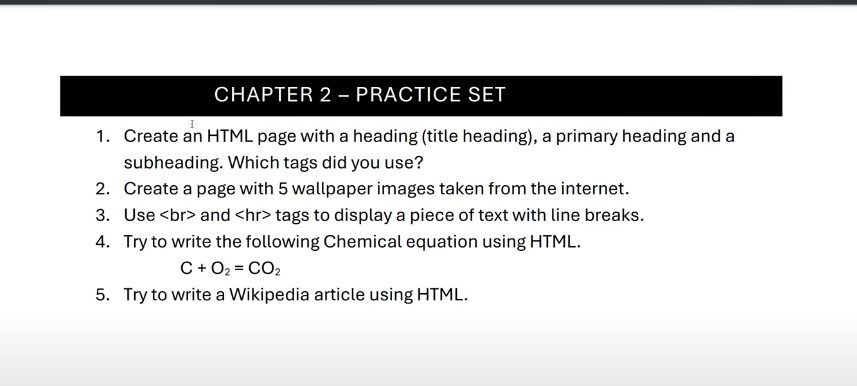 CHAPTER 2 – PRACTICE SET
1. Create an HTML page with a heading (title heading), a primary heading and a
subheading. Which tags did you use?
2. Create a page with 5 wallpaper images taken from the internet.
3. Use <br> and <hr> tags to display a piece of text with line breaks.
4. Try to write the following Chemical equation using HTML.
C + O₂ = CO₂
5. Try to write a Wikipedia article using HTML.